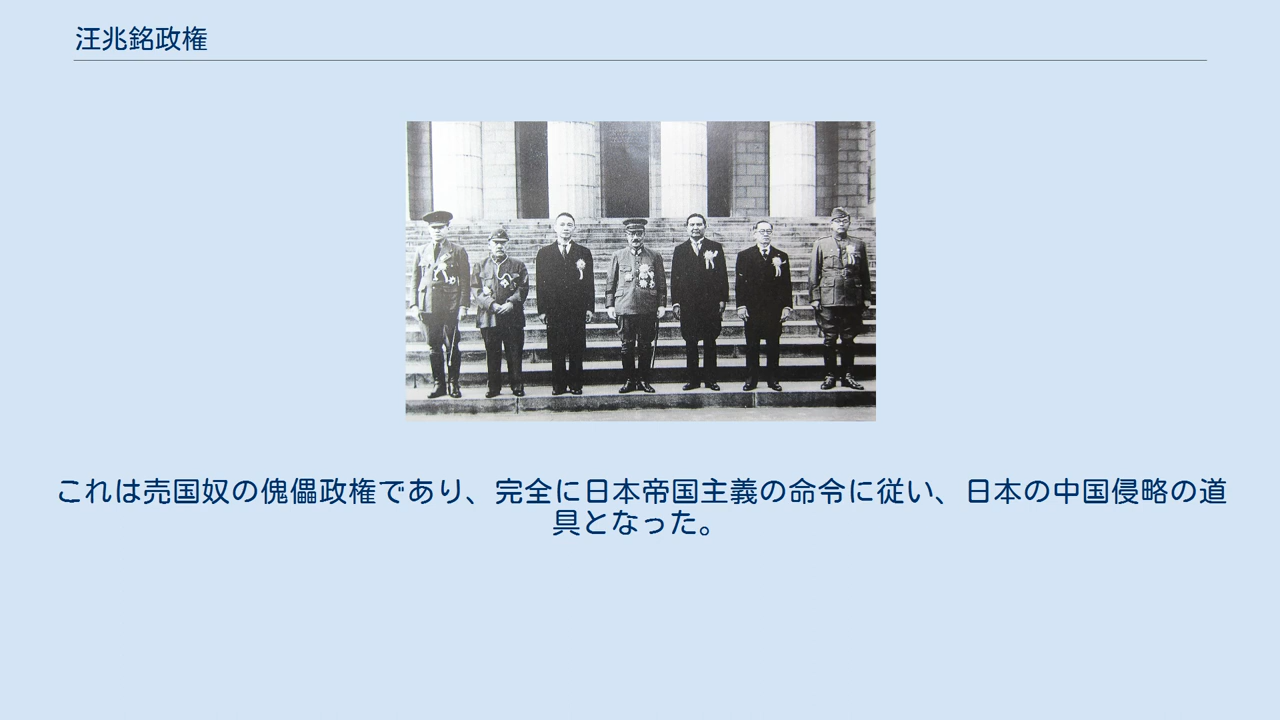 汪兆銘政権
これは売国奴の傀儡政権であり、完全に日本帝国主義の命令に従い、日本の中国侵略の道
具となった。